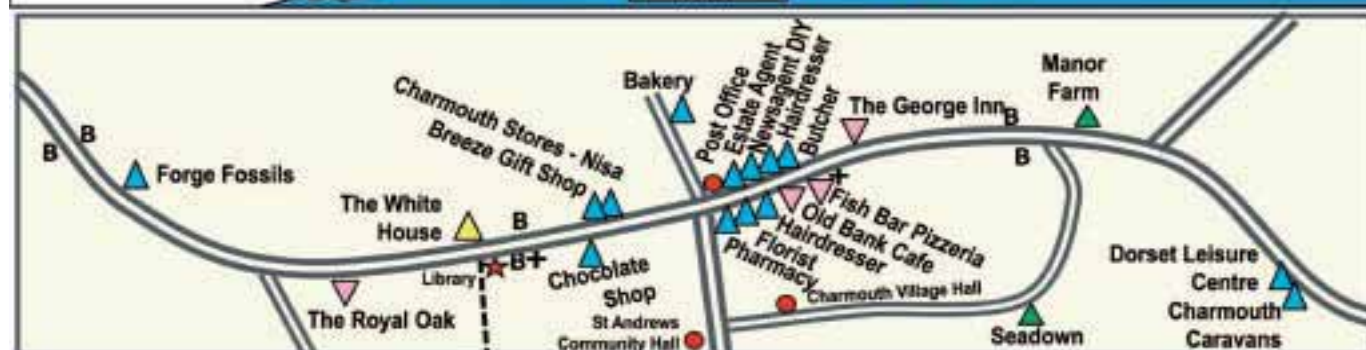 Manor
Farm
Bakery
Post Office
Estate Agent
Newsagent DIY
Hairdresser
Butcher
The George Inn
B
B
Charmouth Stores - Nisa
Breeze Gift Shop
B
B
Forge Fossils
The White
House
B
B
Library
Chocolate
Shop
Fish Bar Pizzeria
Old Bank Cafe
Hairdresser
Florist
Pharmacy
Charmouth Village Hall
Dorset Leisure
Centre
Charmouth
Caravans
The Royal Oak
St Andrews
Community Hall
Seadown